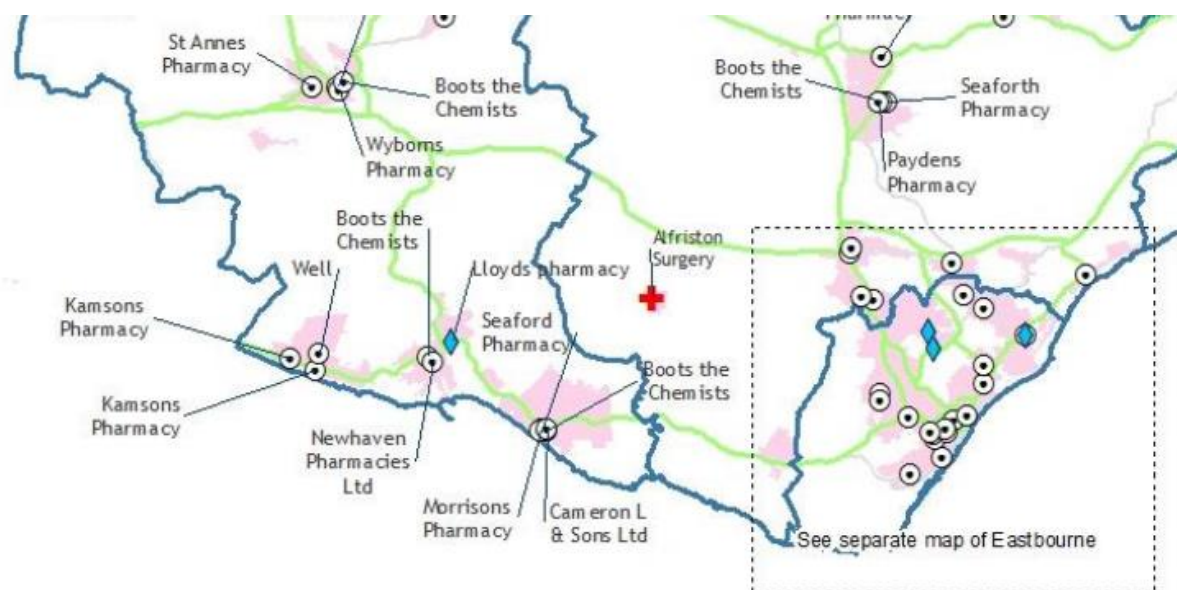 Pharmacy
St Annes
Pharmacy
Boots the
Chemists
Boots the
Chemists
Seaforth
Pharmacy
Wyborns
Pharmacy
Paydens
Pharmacy
Boots the
Chemists
Alfriston
Surgery
Well
Lloyds pharmacy
Kamsons
Pharmacy
Seaford
Pharmacy
Boots the
Chemists
Kamsons
Pharmacy
Newhaven
Pharmacies
Ltd
Morrisons
Pharmacy
Cameron L
& Sons Ltd
See separate map of Eastbourne